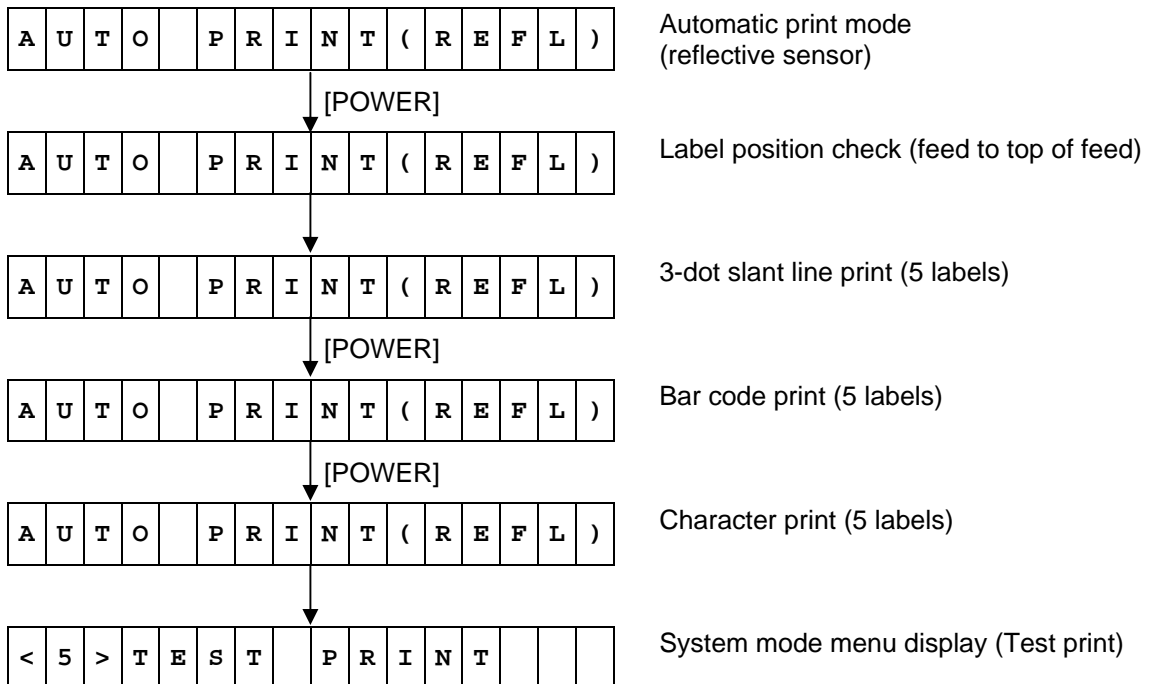 AUTO PRINT(REFL)
Automatic print mode
(reflective sensor)
[POWER]
AUTO PRINT(REFL)
Label position check (feed to top of feed)
AUTO PRINT(REFL)
3-dot slant line print (5 labels)
[POWER]
AUTO PRINT(REFL)
Bar code print (5 labels)
[POWER]
AUTO PRINT(REFL)
Character print (5 labels)
<5>TEST PRINT
System mode menu display (Test print)